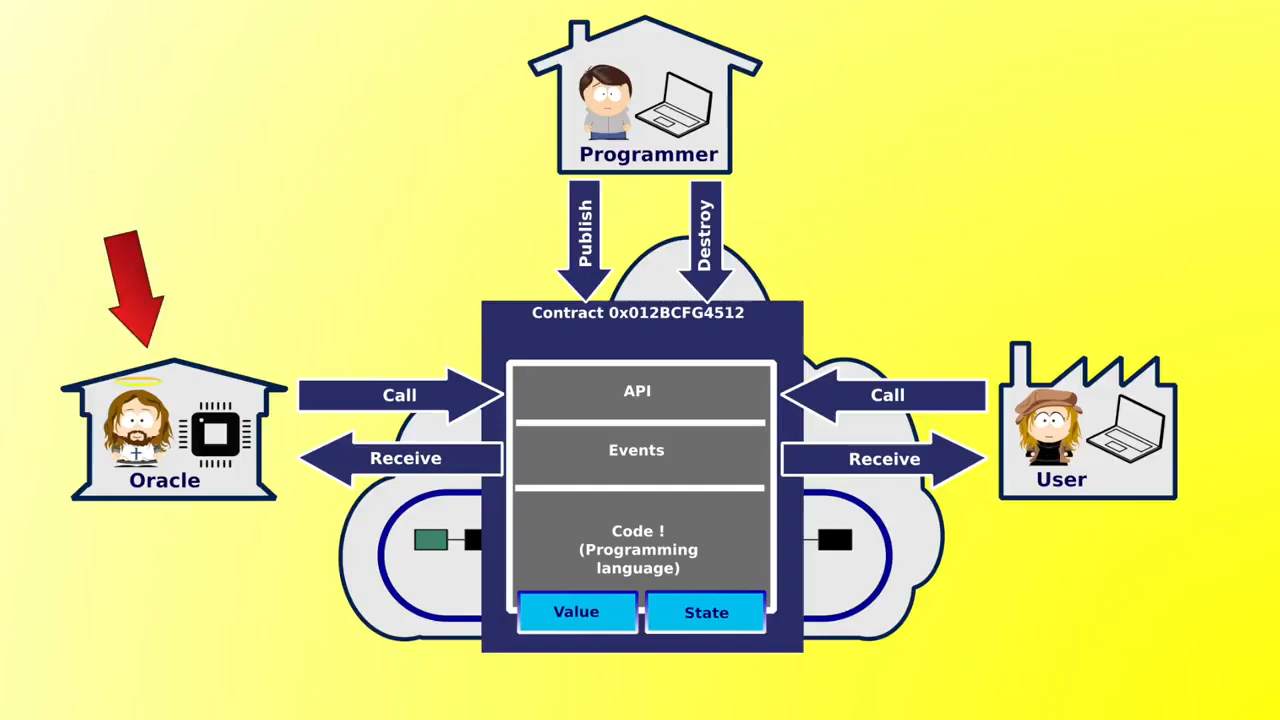 Programmer
Publish
Destroy
Contract 0x012BCFG4512
API
Call
Call
Events
Receive
Receive
Oracle
User
Code !
(Programming
language)
Value
State